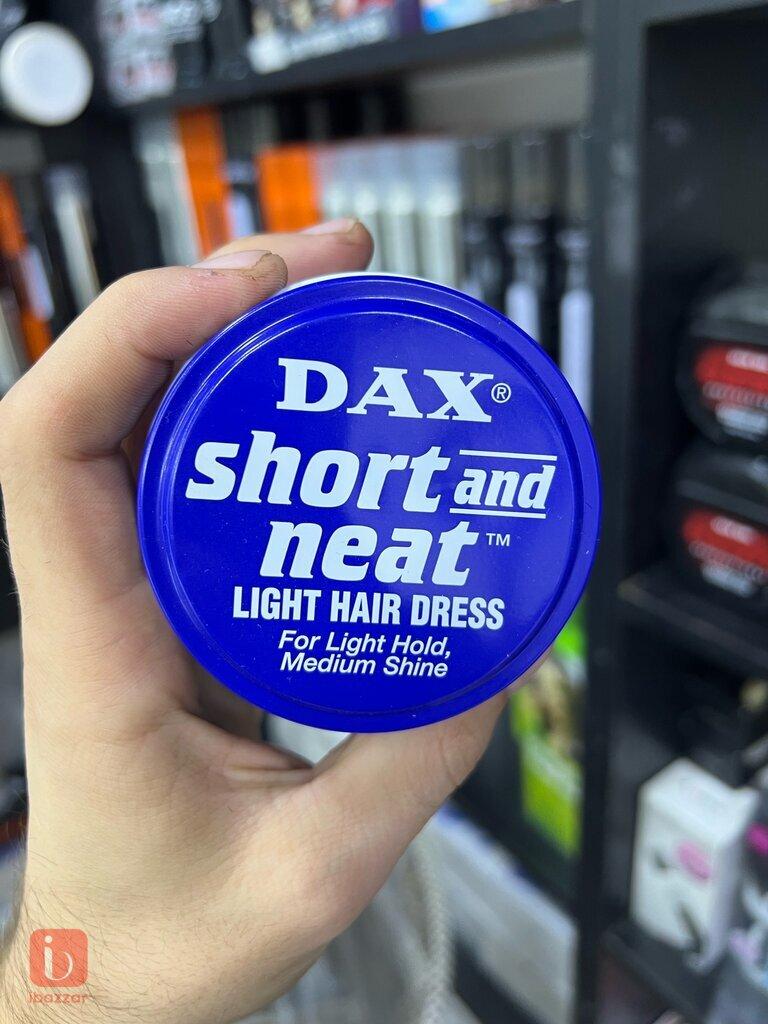 DAX®
short and
neat™
LIGHT HAIR DRESS
For Light Hold,
Medium Shine
ibazzar